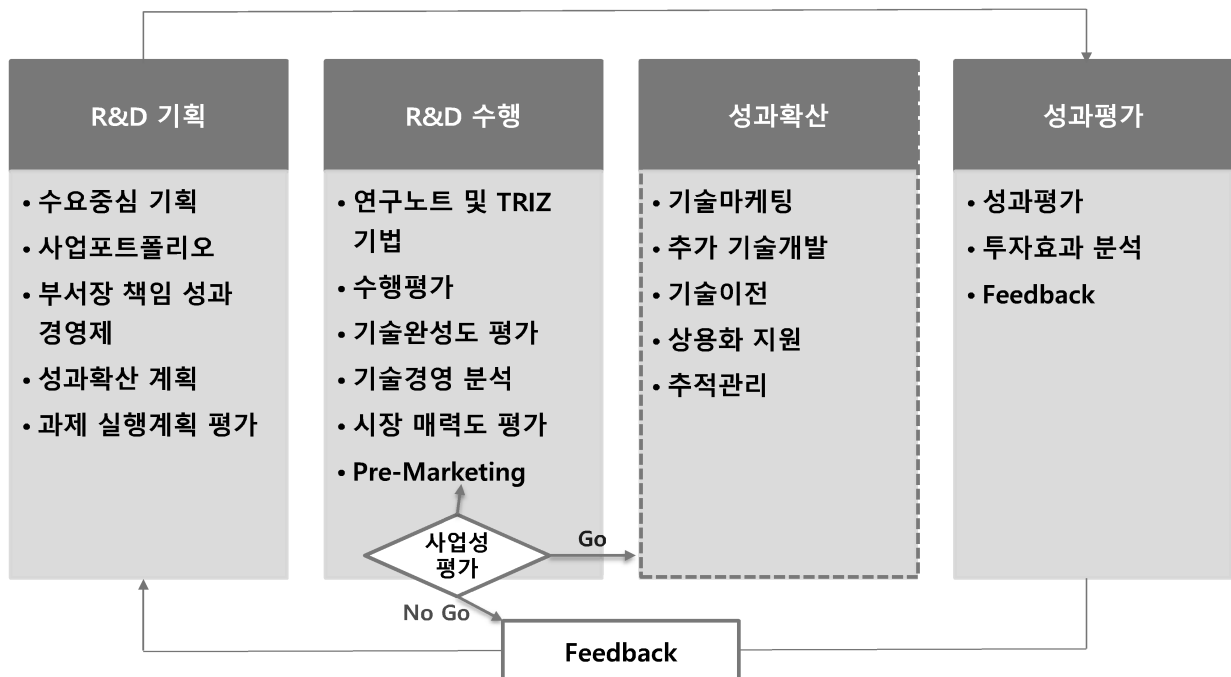 R&D 기획
• 수요중심 기획
• 사업포트폴리오
• 부서장 책임 성과
경영제
• 성과확산 계획
• 과제 실행계획 평가
R&D 수행
• 연구노트 및 TRIZ
기법
• 수행평가
• 기술완성도 평가
• 기술경영 분석
• 시장 매력도 평가
• Pre-Marketing
사업성
평가
Go
No Go
성과확산
• 기술마케팅
• 추가 기술개발
• 기술이전
• 상용화 지원
• 추적관리
성과평가
• 성과평가
• 투자효과 분석
• Feedback
Feedback